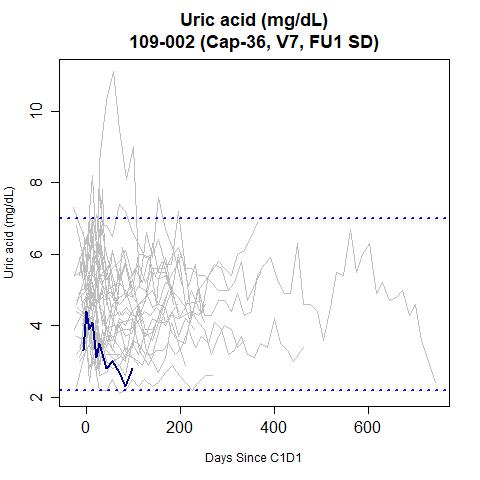 Uric acid (mg/dL)
109-002 (Cap-36, V7, FU1 SD)
Uric acid (mg/dL)
10
8
6
4
2
0
200
400
600
Days Since C1D1